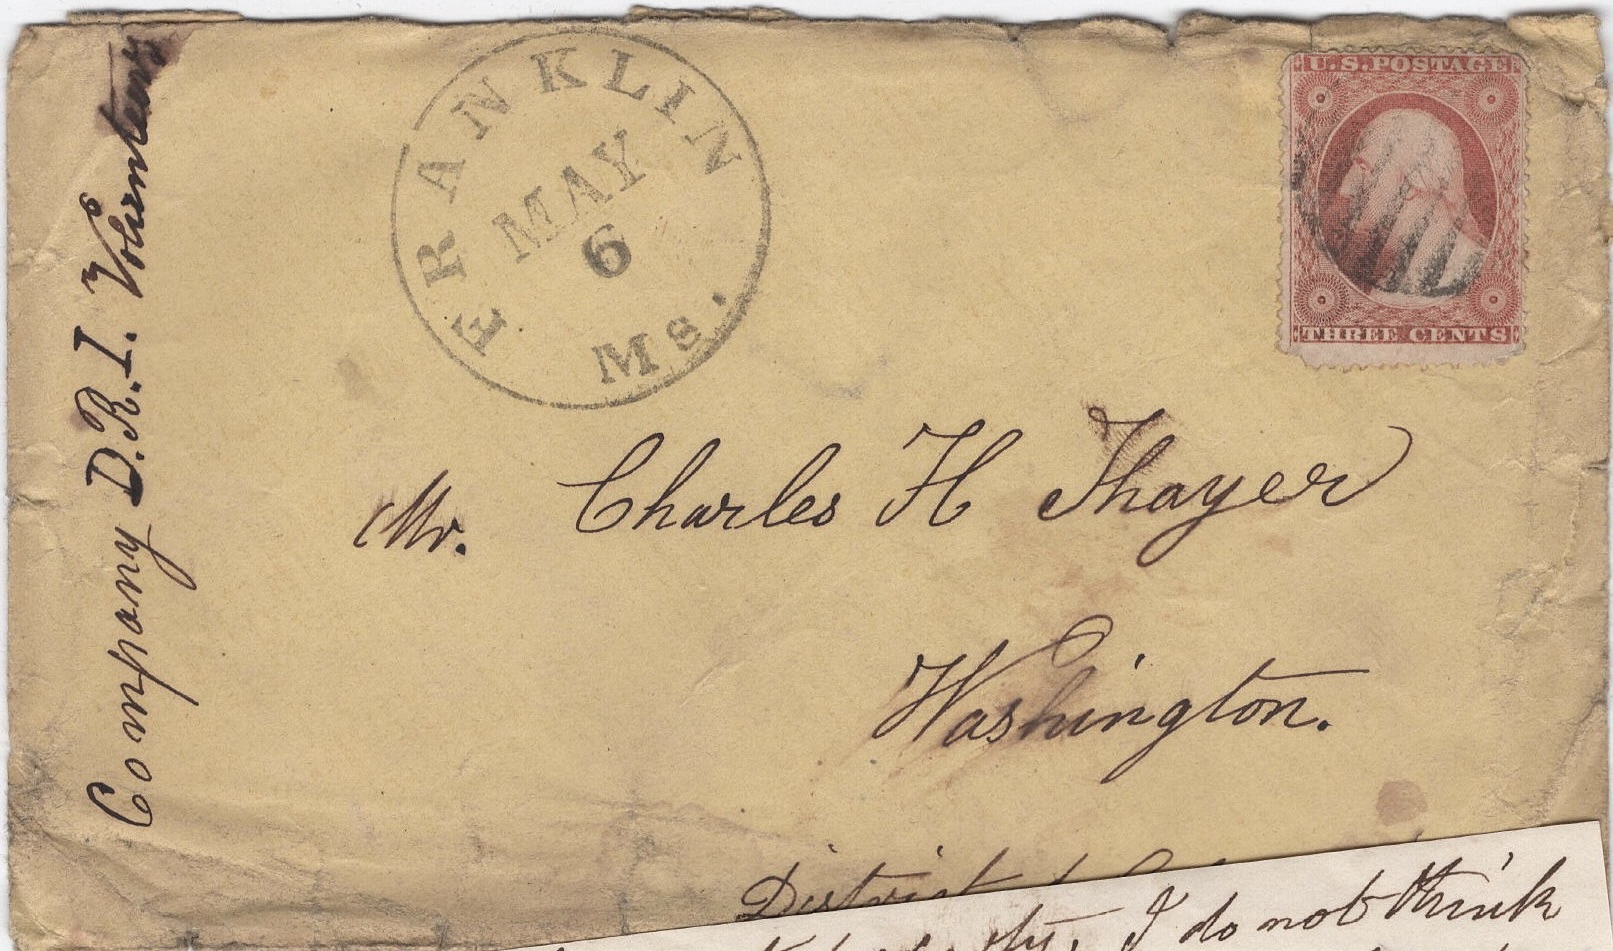 FRANKLIN
MAY
6
Ms.
U.S. POSTAGE
THREE CENTS
Company D. R. I. Volunteers
Mr. Charles H Thayer
Washington.
District
I do not think